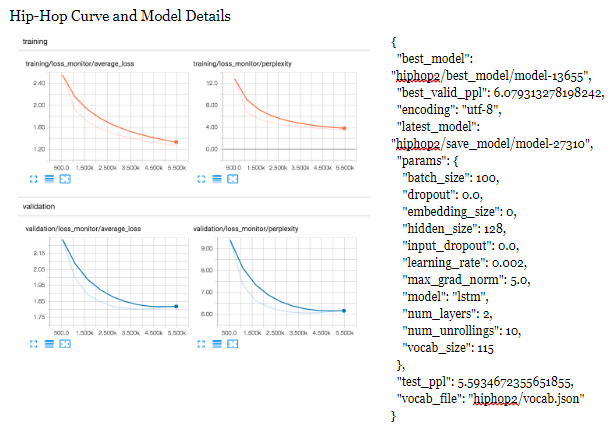 Hip-Hop Curve and Model Details
training
training/loss_monitor/average_loss
2.40
2.00
1.60
1.20
500.0 1.500k 2.500k 3.500k 4.500k 5.500k
training/loss_monitor/perplexity
12.0
8.00
4.00
0.00
500.0 1.500k 2.500k 3.500k 4.500k 5.500k
validation
validation/loss_monitor/average_loss
2.15
2.05
1.95
1.85
1.75
500.0 1.500k 2.500k 3.500k 4.500k 5.500k
validation/loss_monitor/perplexity
9.00
8.00
7.00
6.00
500.0 1.500k 2.500k 3.500k 4.500k 5.500k
{
"best_model":
"hiphop2/best_model/model-13655",
"best_valid_ppl": 6.079313278198242,
"encoding": "utf-8",
"latest_model":
"hiphop2/save_model/model-27310",
"params": {
"batch_size": 100,
"dropout": 0.0,
"embedding_size": 0,
"hidden_size": 128,
"input_dropout": 0.0,
"learning_rate": 0.002,
"max_grad_norm": 5.0,
"model": "lstm",
"num_layers": 2,
"num_unrollings": 10,
"vocab_size": 115
},
"test_ppl": 5.5934672355651855,
"vocab_file": "hiphop2/vocab.json"
}